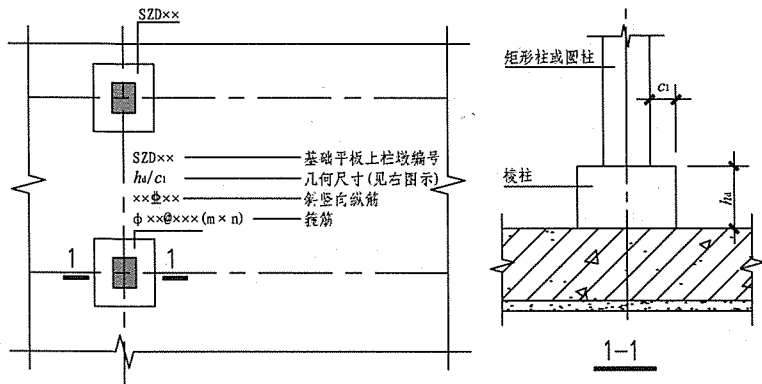 SZD××
SZD×× 基础平板上柱墩编号
hd/c1 几何尺寸(见右图示)
××Φ×× 斜竖向纵筋
ϕ ××@×××(m×n) 箍筋
1 1
矩形柱或圆柱
c1
棱柱
hd
1-1